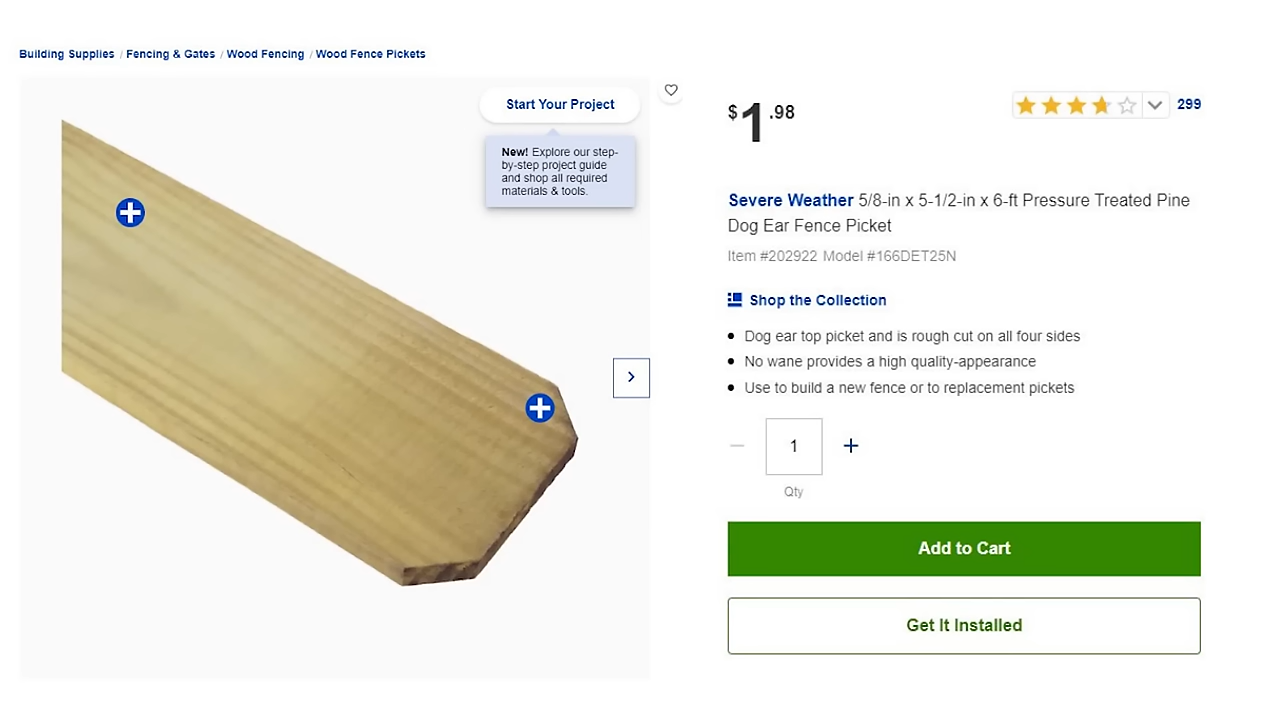 Building Supplies / Fencing & Gates / Wood Fencing / Wood Fence Pickets
Start Your Project
New! Explore our step-
by-step project guide
and shop all required
materials & tools.
$1.98
299
Severe Weather 5/8-in x 5-1/2-in x 6-ft Pressure Treated Pine
Dog Ear Fence Picket
Item #202922 Model #166DET25N
Shop the Collection
Dog ear top picket and is rough cut on all four sides
No wane provides a high quality-appearance
Use to build a new fence or to replacement pickets
1
Qty
Add to Cart
Get It Installed